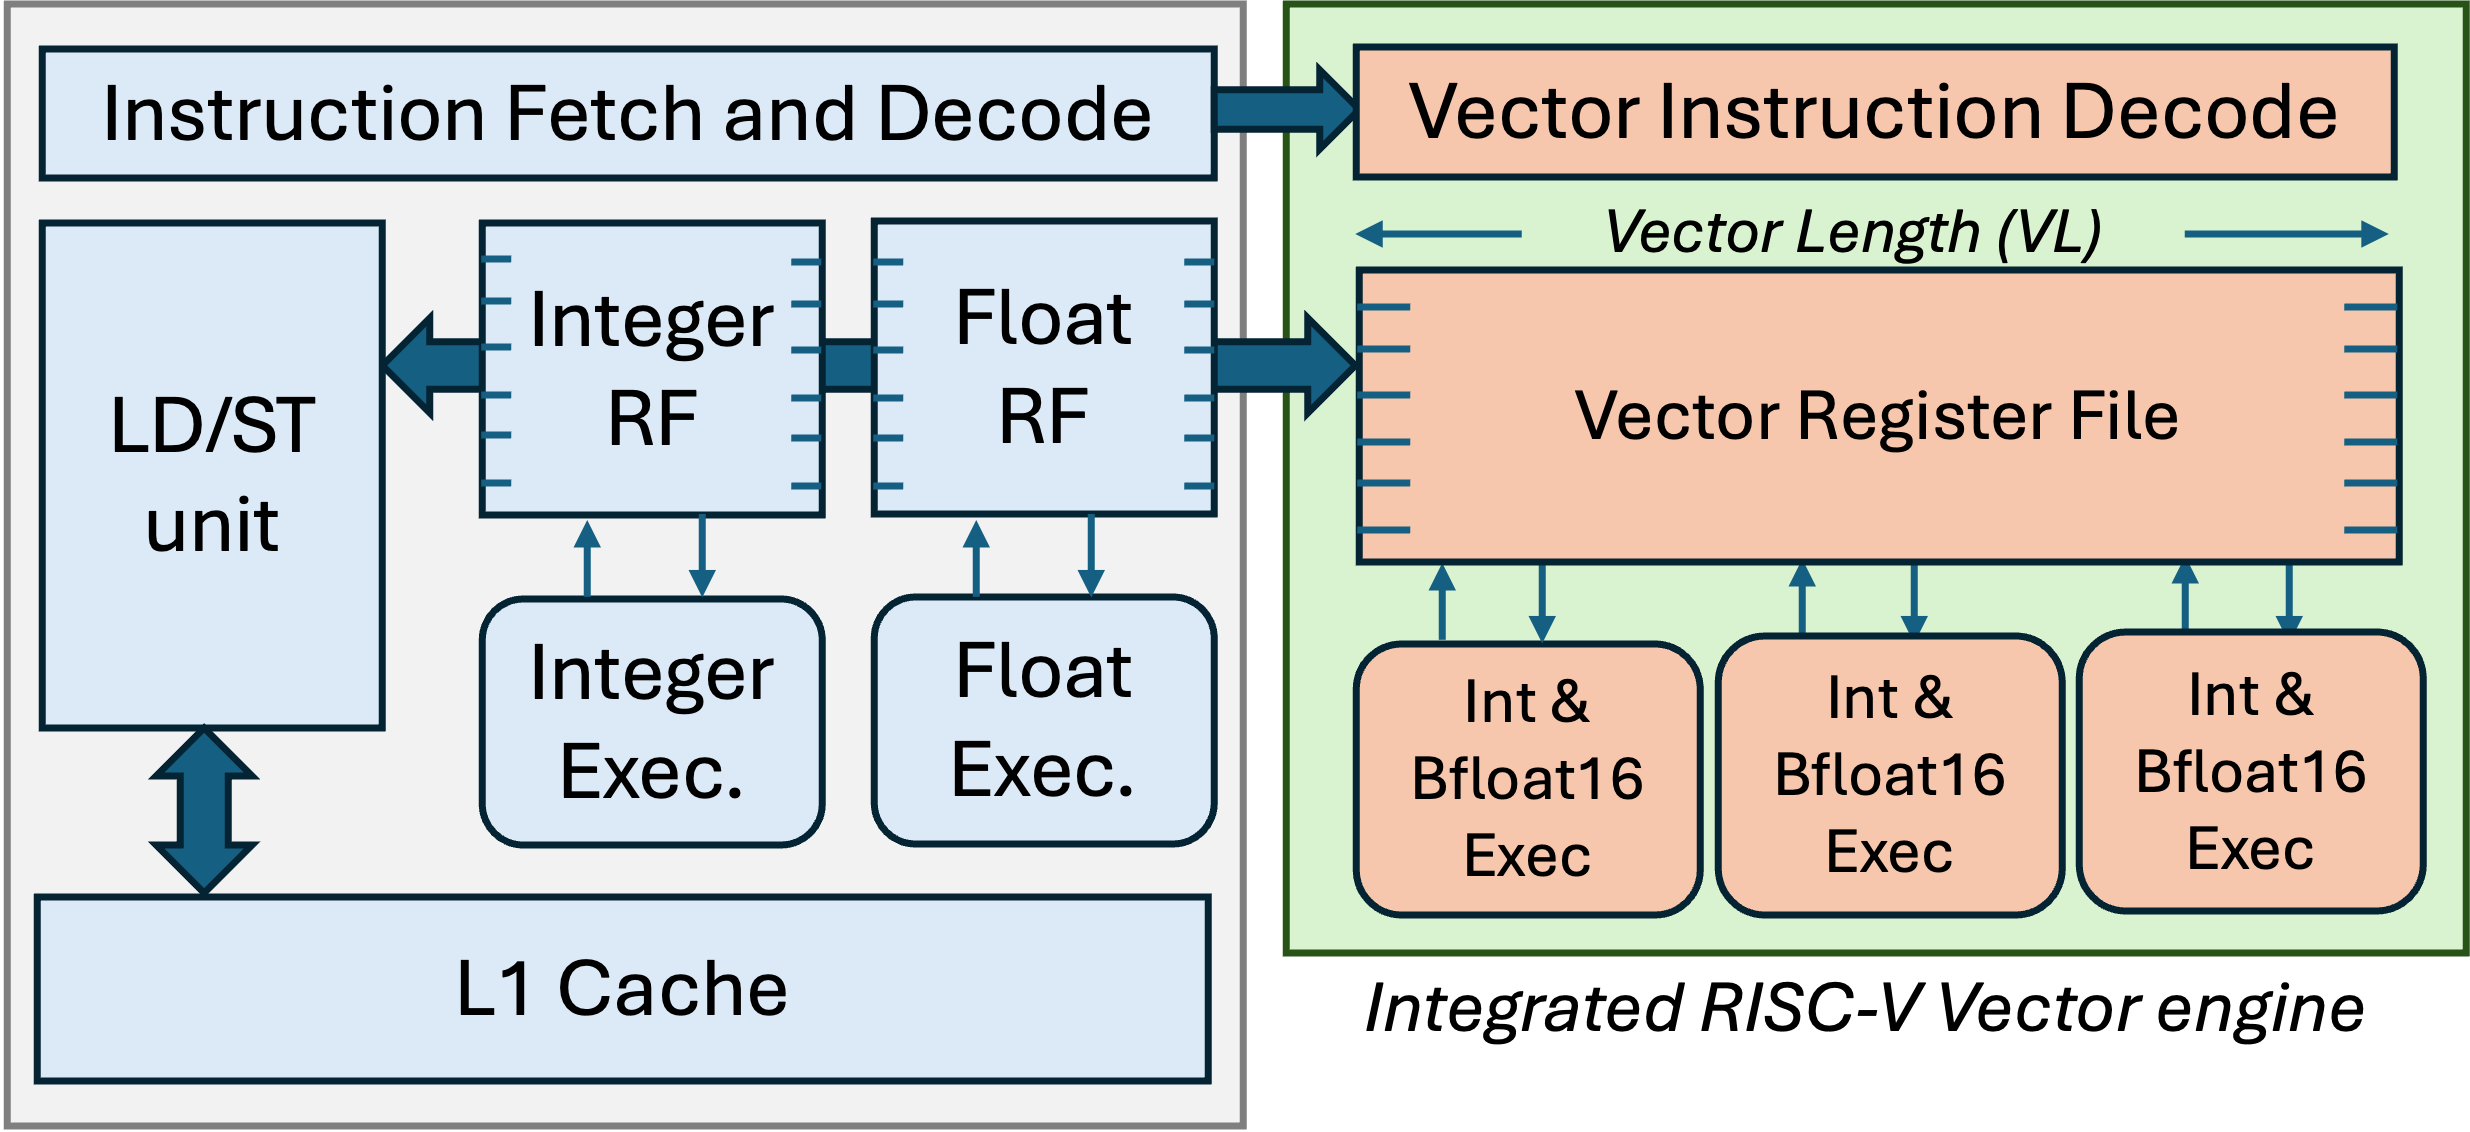 Instruction Fetch and Decode
Vector Instruction Decode
Vector Length (VL)
LD/ST
unit
Integer
RF
Float
RF
Vector Register File
Integer
Exec.
Float
Exec.
Int &
Bfloat16
Exec
Int &
Bfloat16
Exec
Int &
Bfloat16
Exec
L1 Cache
Integrated RISC-V Vector engine